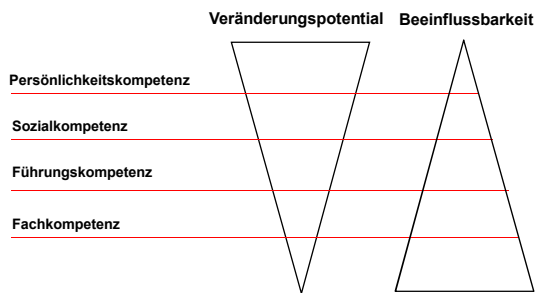 Veränderungspotential Beeinflussbarkeit
Persönlichkeitskompetenz
Sozialkompetenz
Führungskompetenz
Fachkompetenz